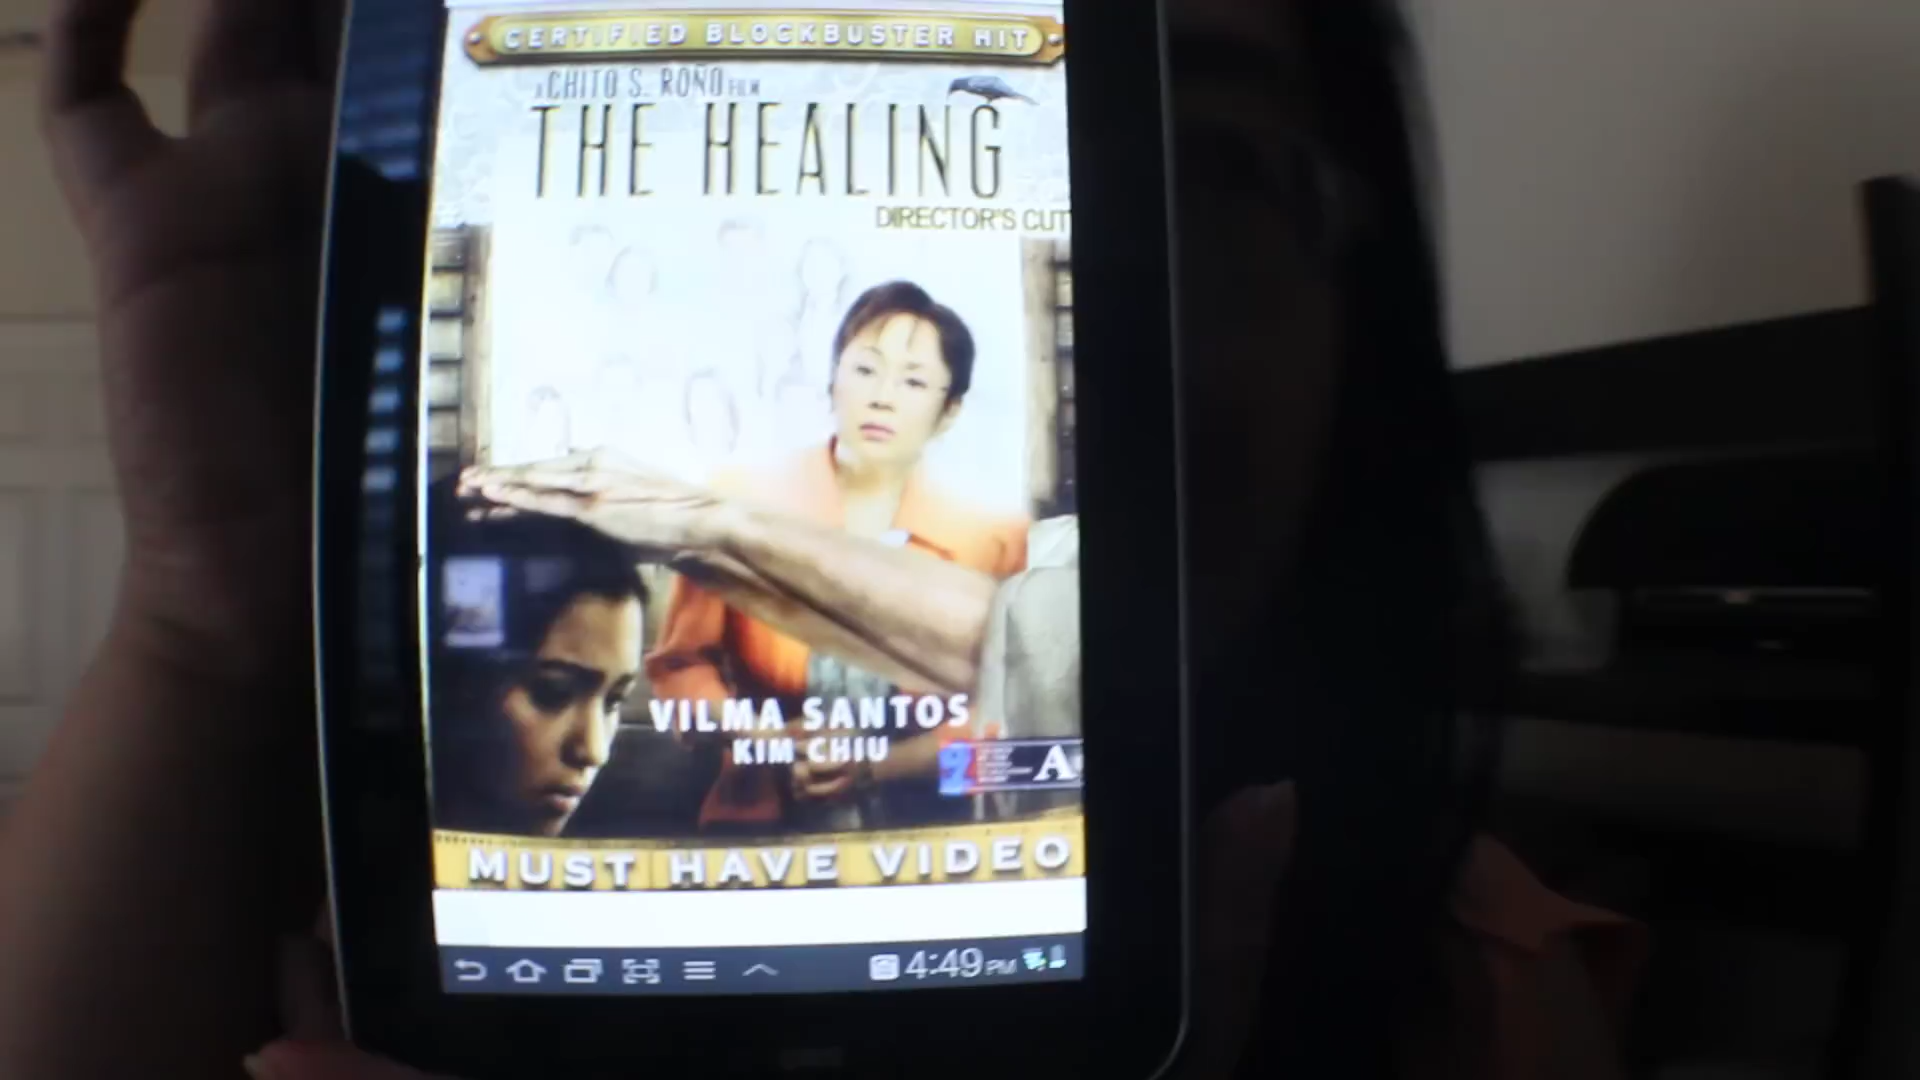 CERTIFIED BLOCKBUSTER HIT
A CHITO S. ROÑO FILM
THE HEALING
DIRECTOR'S CUT
VILMA SANTOS
KIM CHIU
A
MUST HAVE VIDEO
4:49 PM